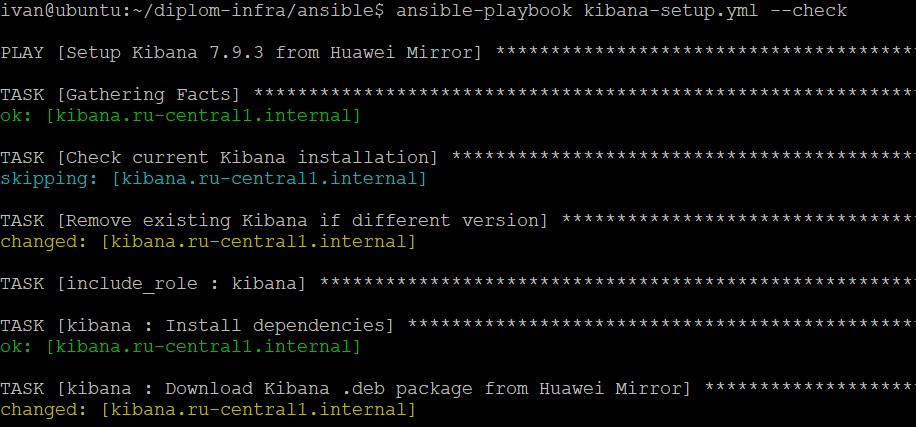 ivan@ubuntu:~/diplom-infra/ansible$ ansible-playbook kibana-setup.yml --check
PLAY [Setup Kibana 7.9.3 from Huawei Mirror] ****************************************
TASK [Gathering Facts] *************************************************************
ok: [kibana.ru-central1.internal]
TASK [Check current Kibana installation] *******************************************
skipping: [kibana.ru-central1.internal]
TASK [Remove existing Kibana if different version] *********************************
changed: [kibana.ru-central1.internal]
TASK [include_role : kibana] *******************************************************
TASK [kibana : Install dependencies] ***********************************************
ok: [kibana.ru-central1.internal]
TASK [kibana : Download Kibana .deb package from Huawei Mirror] ********************
changed: [kibana.ru-central1.internal]